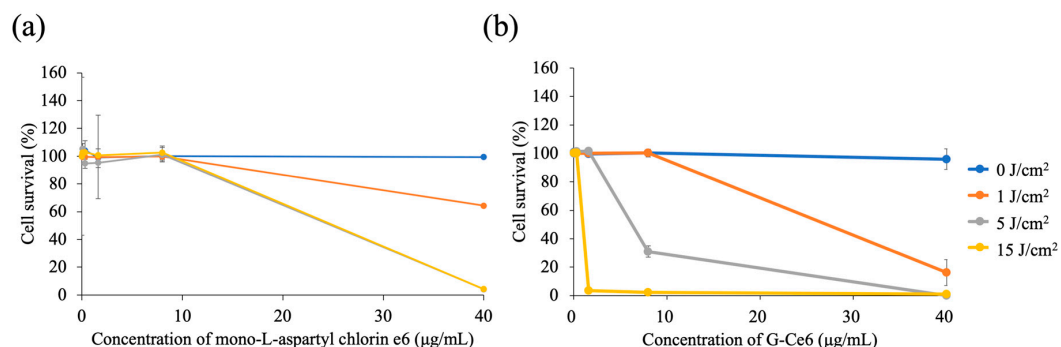 (a)
160
140
120
100
80
60
40
20
0
Cell survival (%)
0 10 20 30 40
Concentration of mono-L-aspartyl chlorin e6 (μg/mL)
(b)
160
140
120
100
80
60
40
20
0
Cell survival (%)
0 10 20 30 40
Concentration of G-Ce6 (μg/mL)
0 J/cm²
1 J/cm²
5 J/cm²
15 J/cm²